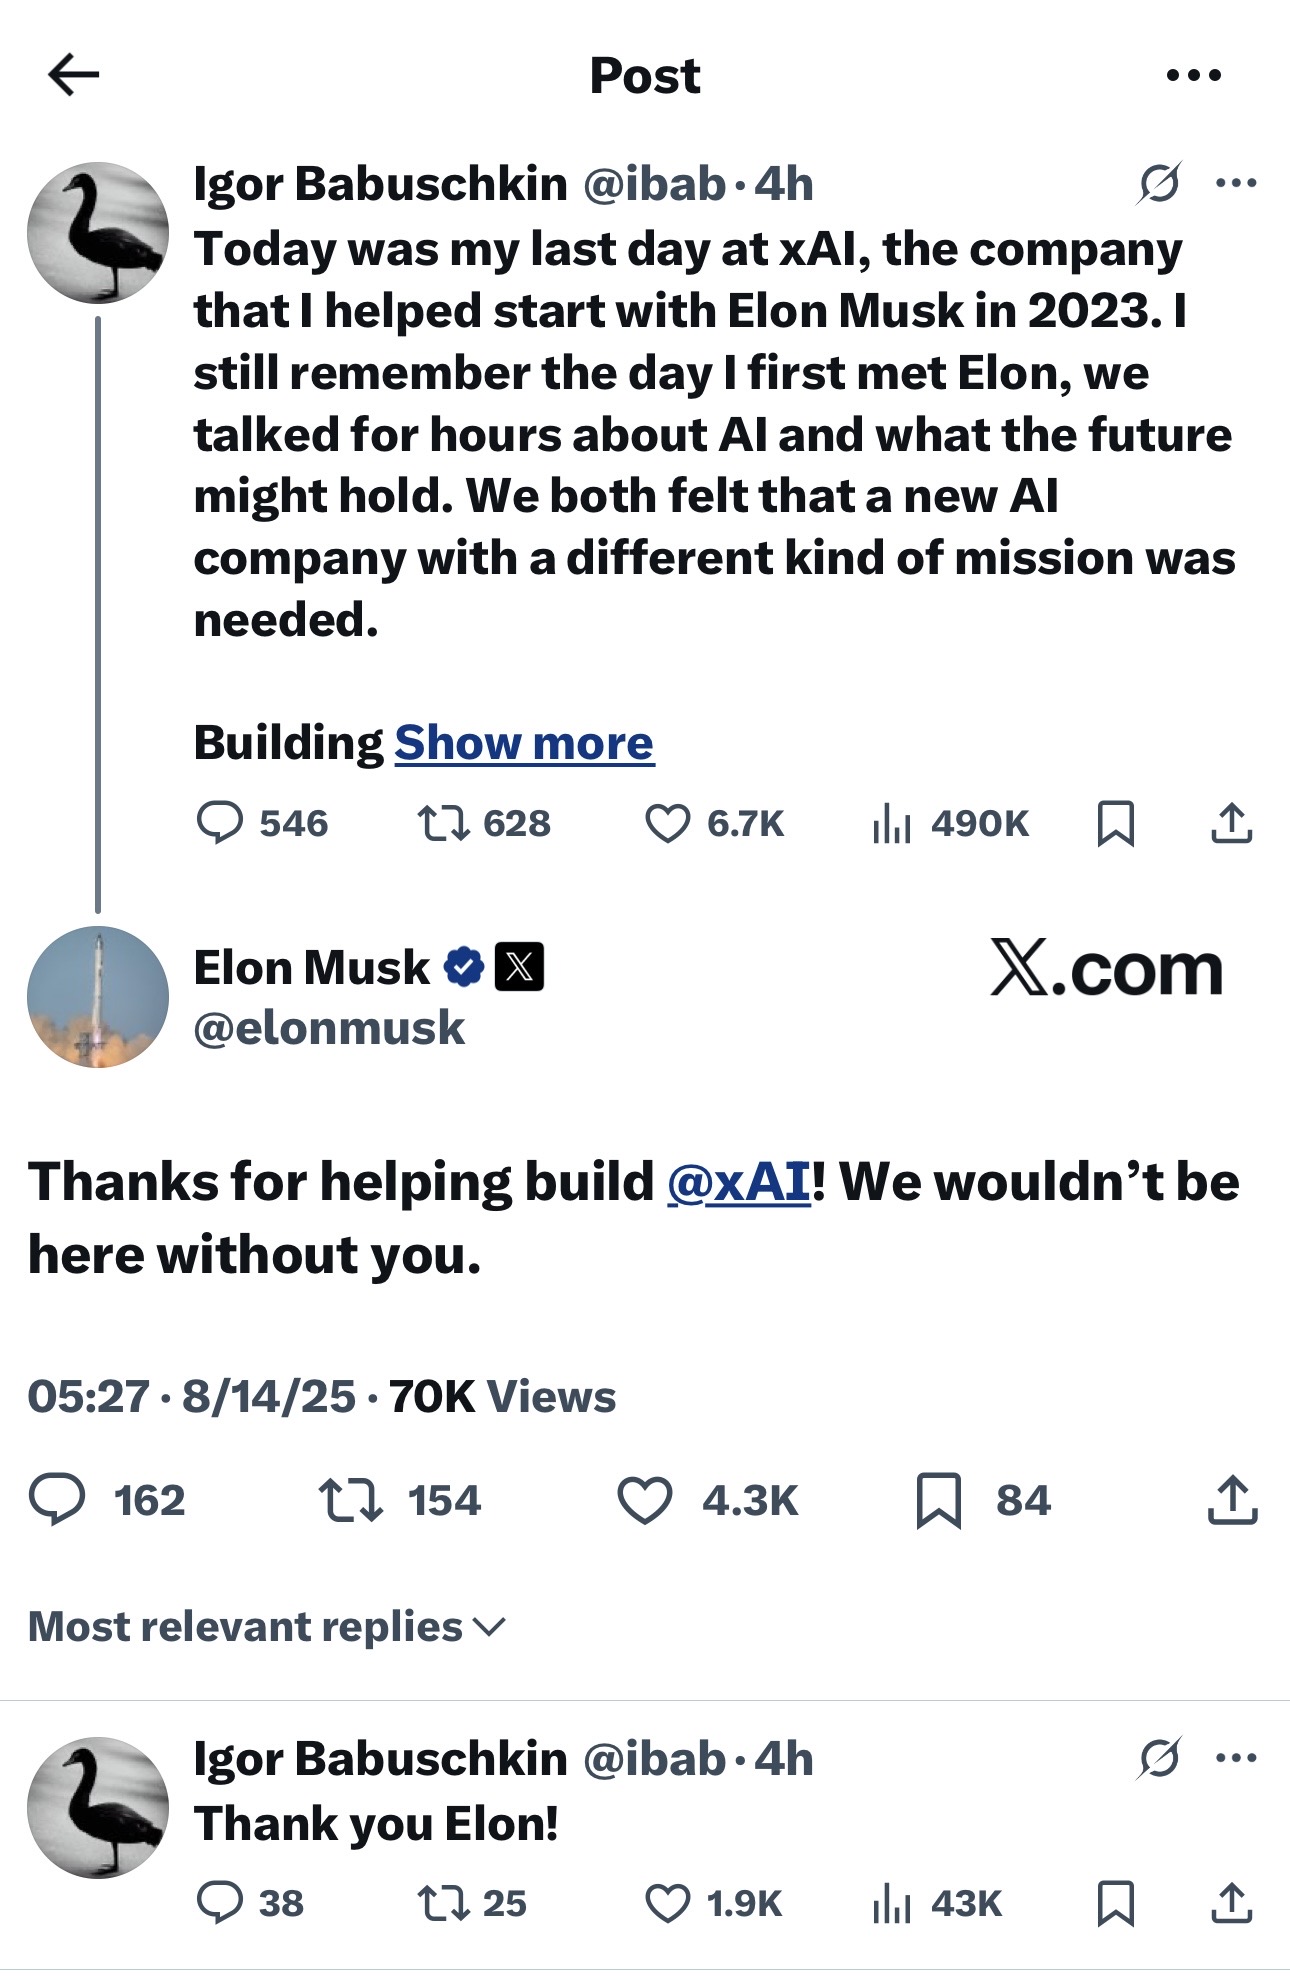 Post
Igor Babuschkin @ibab · 4h
Today was my last day at xAI, the company
that I helped start with Elon Musk in 2023. I
still remember the day I first met Elon, we
talked for hours about AI and what the future
might hold. We both felt that a new AI
company with a different kind of mission was
needed.
Building Show more
546 628 6.7K 490K
Elon Musk X
@elonmusk
X.com
Thanks for helping build @xAI! We wouldn’t be
here without you.
05:27 · 8/14/25 · 70K Views
162 154 4.3K 84
Most relevant replies
Igor Babuschkin @ibab · 4h
Thank you Elon!
38 25 1.9K 43K